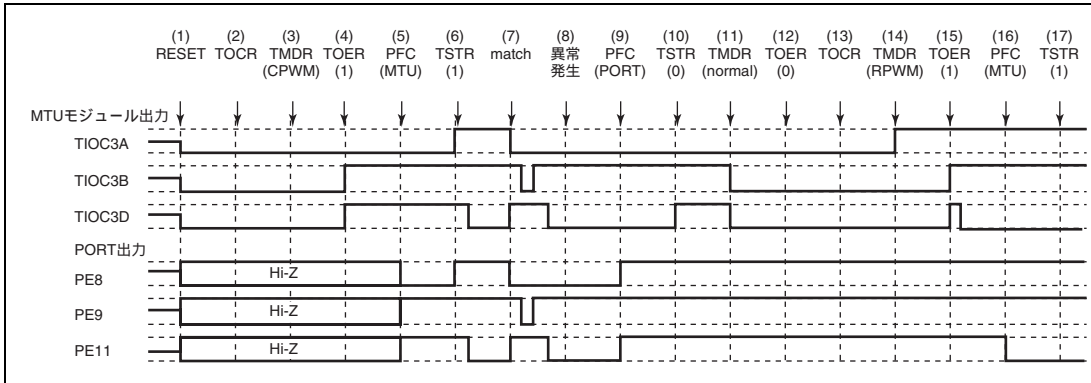 (1) (2) (3) (4) (5) (6) (7) (8) (9) (10) (11) (12) (13) (14) (15) (16) (17)
RESET TOCR TMDR TOER PFC TSTR match 異常 PFC TSTR TMDR TOER TOCR TMDR TOER PFC TSTR
(CPWM) (1) (MTU) (1) 発生 (PORT) (0) (normal) (0) (RPWM) (1) (MTU) (1)
MTUモジュール出力
TIOC3A
TIOC3B
TIOC3D
PORT出力
PE8 Hi-Z
PE9 Hi-Z
PE11 Hi-Z